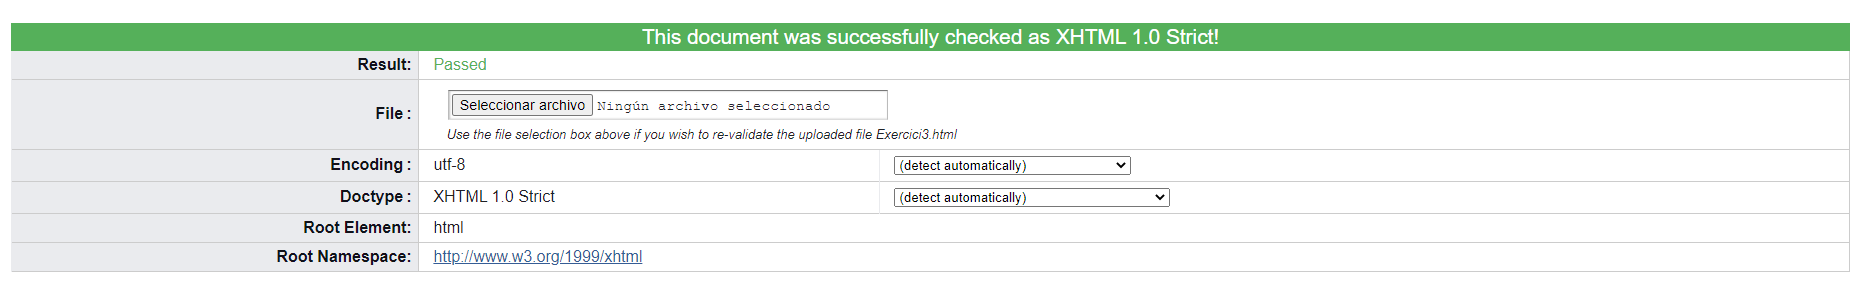 This document was successfully checked as XHTML 1.0 Strict!
Result: Passed
File : Seleccionar archivo Ningún archivo seleccionado
Use the file selection box above if you wish to re-validate the uploaded file Exercici3.html
Encoding : utf-8 (detect automatically)
Doctype : XHTML 1.0 Strict (detect automatically)
Root Element: html
Root Namespace: http://www.w3.org/1999/xhtml